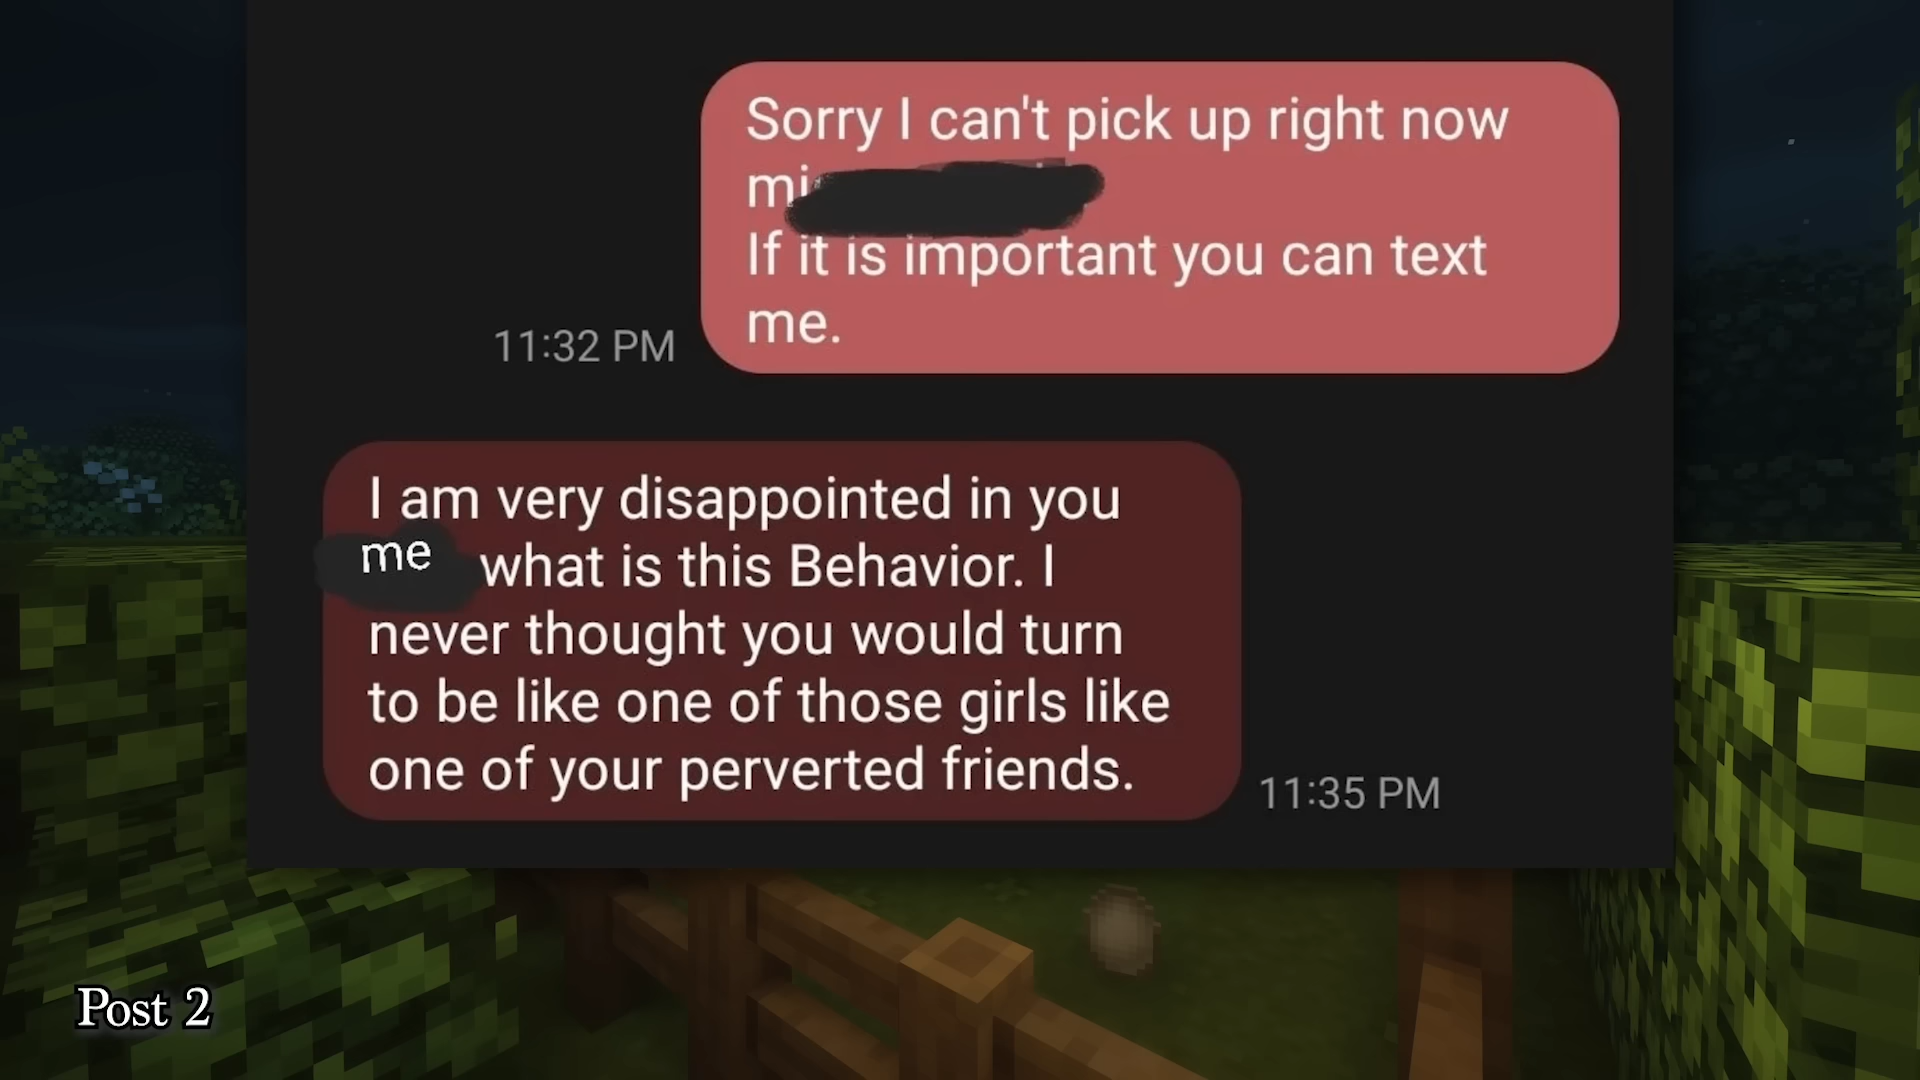 Sorry I can't pick up right now
mi
If it is important you can text
me.
11:32 PM
I am very disappointed in you
me what is this Behavior. I
never thought you would turn
to be like one of those girls like
one of your perverted friends.
11:35 PM
Post 2